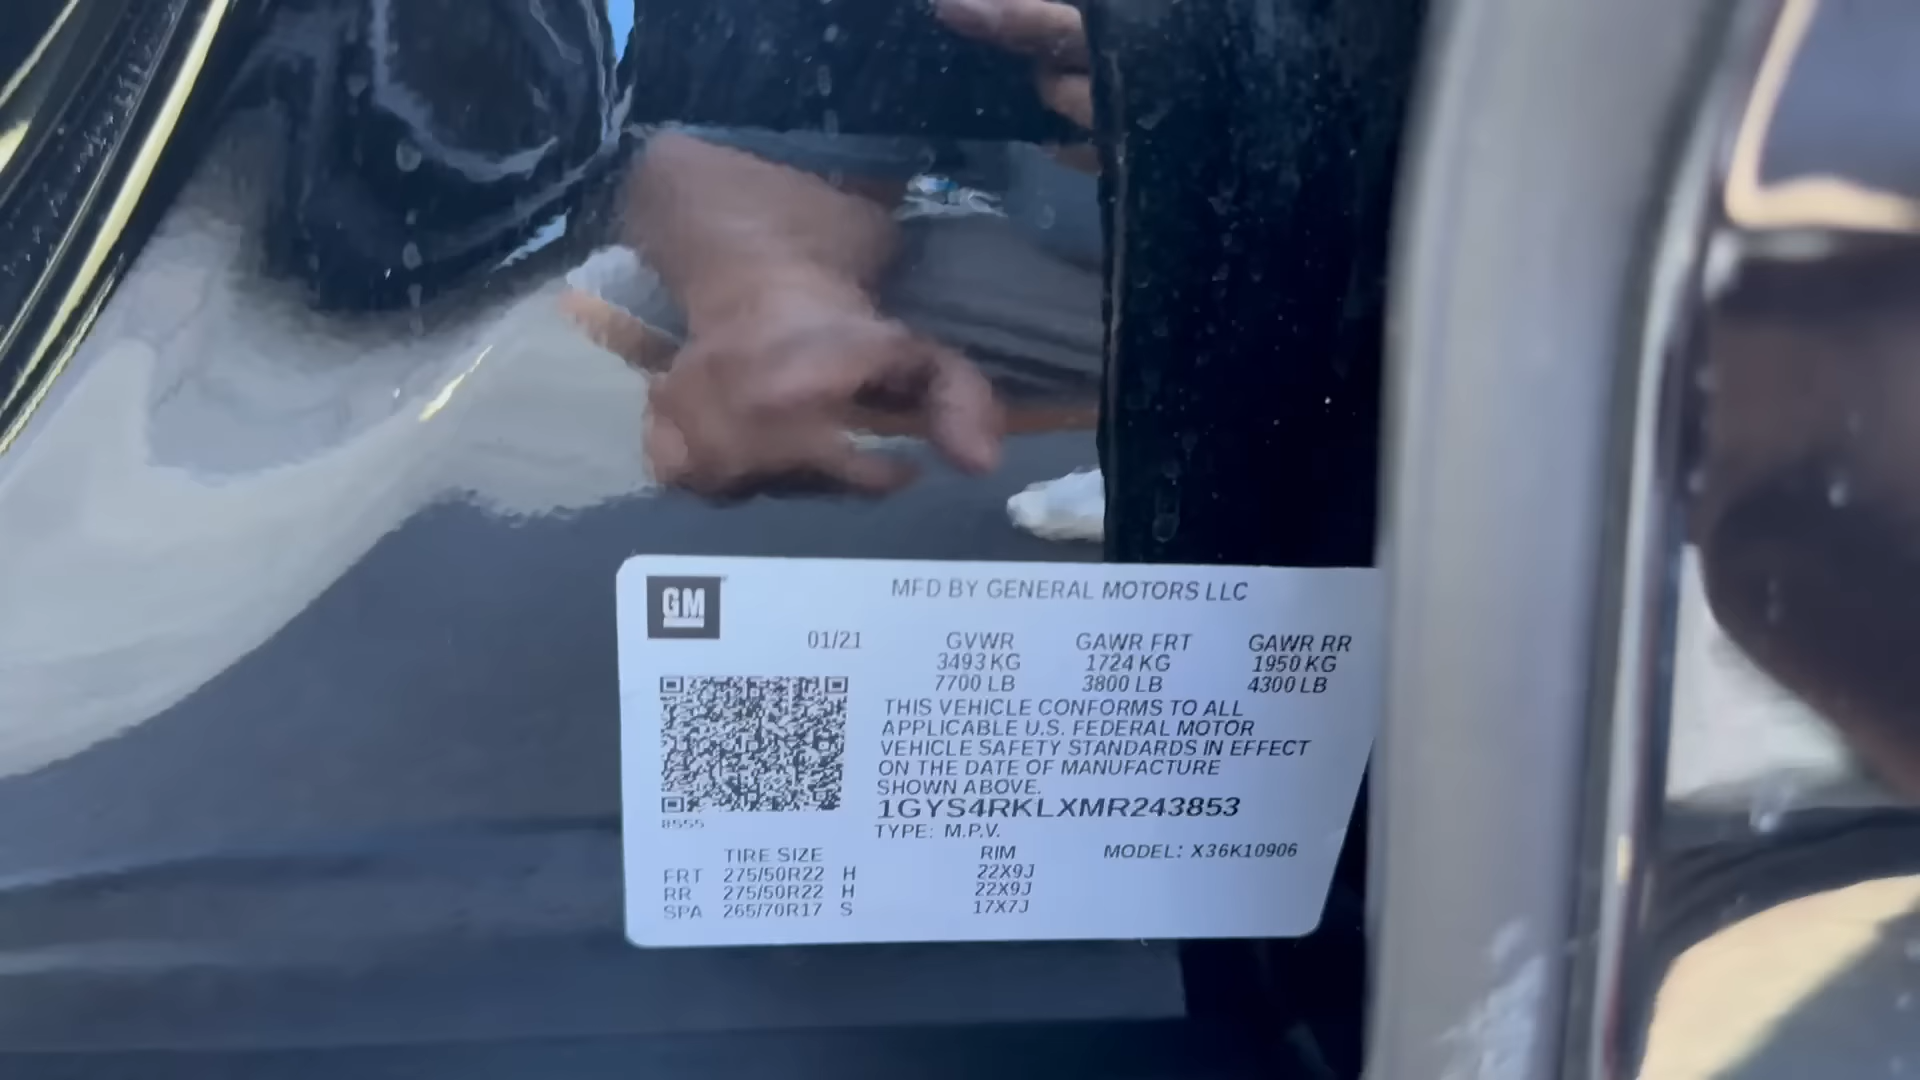 GM
MFD BY GENERAL MOTORS LLC
01/21 GVWR GAWR FRT GAWR RR
3493 KG 1724 KG 1950 KG
7700 LB 3800 LB 4300 LB
THIS VEHICLE CONFORMS TO ALL
APPLICABLE U.S. FEDERAL MOTOR
VEHICLE SAFETY STANDARDS IN EFFECT
ON THE DATE OF MANUFACTURE
SHOWN ABOVE.
1GYS4RKLXMR243853
8555
TYPE: M.P.V.
TIRE SIZE RIM MODEL: X36K10906
FRT 275/50R22 H 22X9J
RR 275/50R22 H 22X9J
SPA 265/70R17 S 17X7J